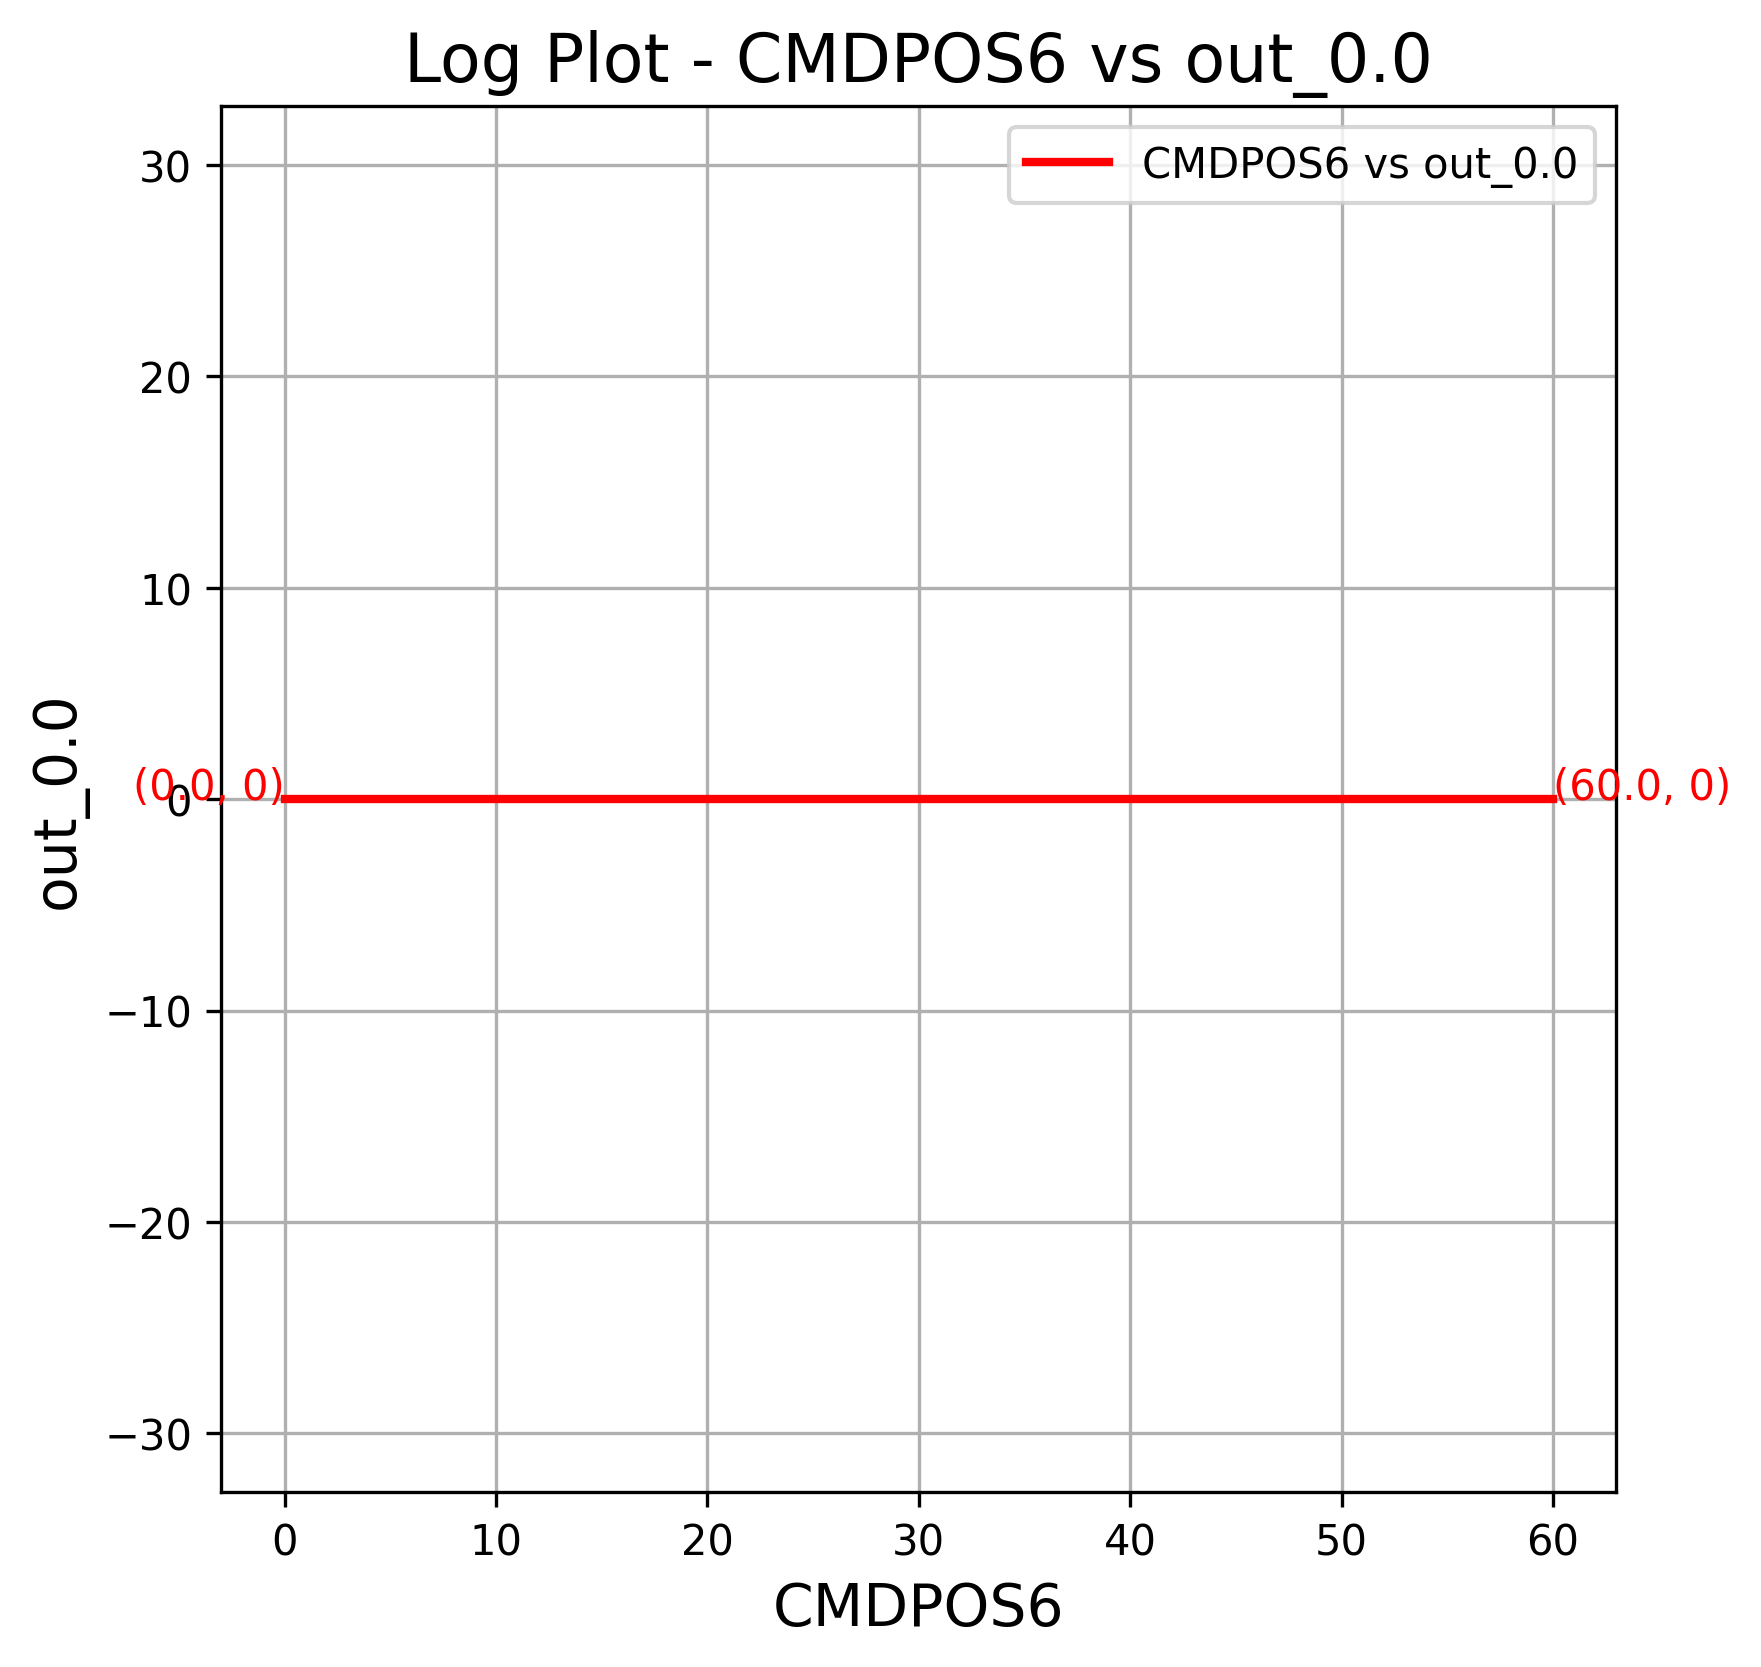 Log Plot - CMDPOS6 vs out_0.0
CMDPOS6 vs out_0.0
30
20
10
(0.0, 0)
0
(60.0, 0)
−10
−20
−30
out_0.0
0 10 20 30 40 50 60
CMDPOS6